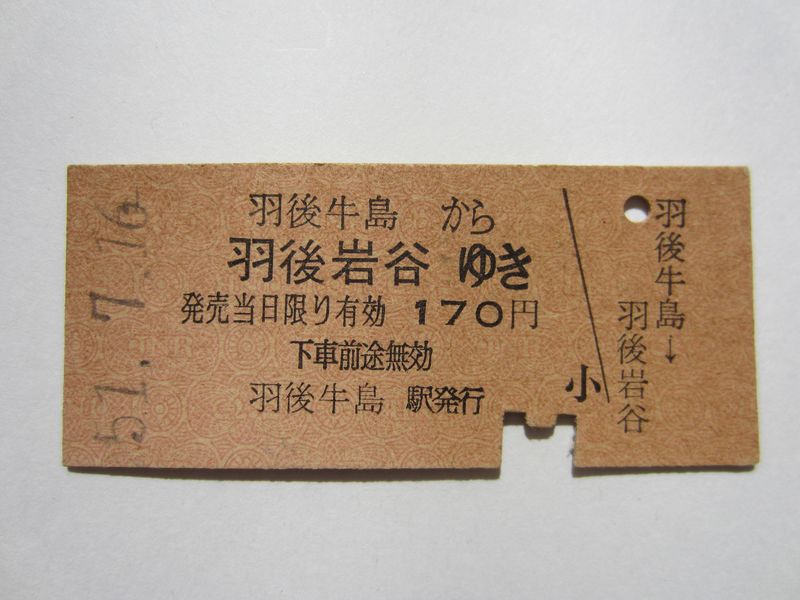 51. 7. 16
羽後牛島 から
羽後岩谷 ゆき
発売当日限り有効 170円
下車前途無効
羽後牛島 駅発行
小
羽後牛島→
羽後岩谷